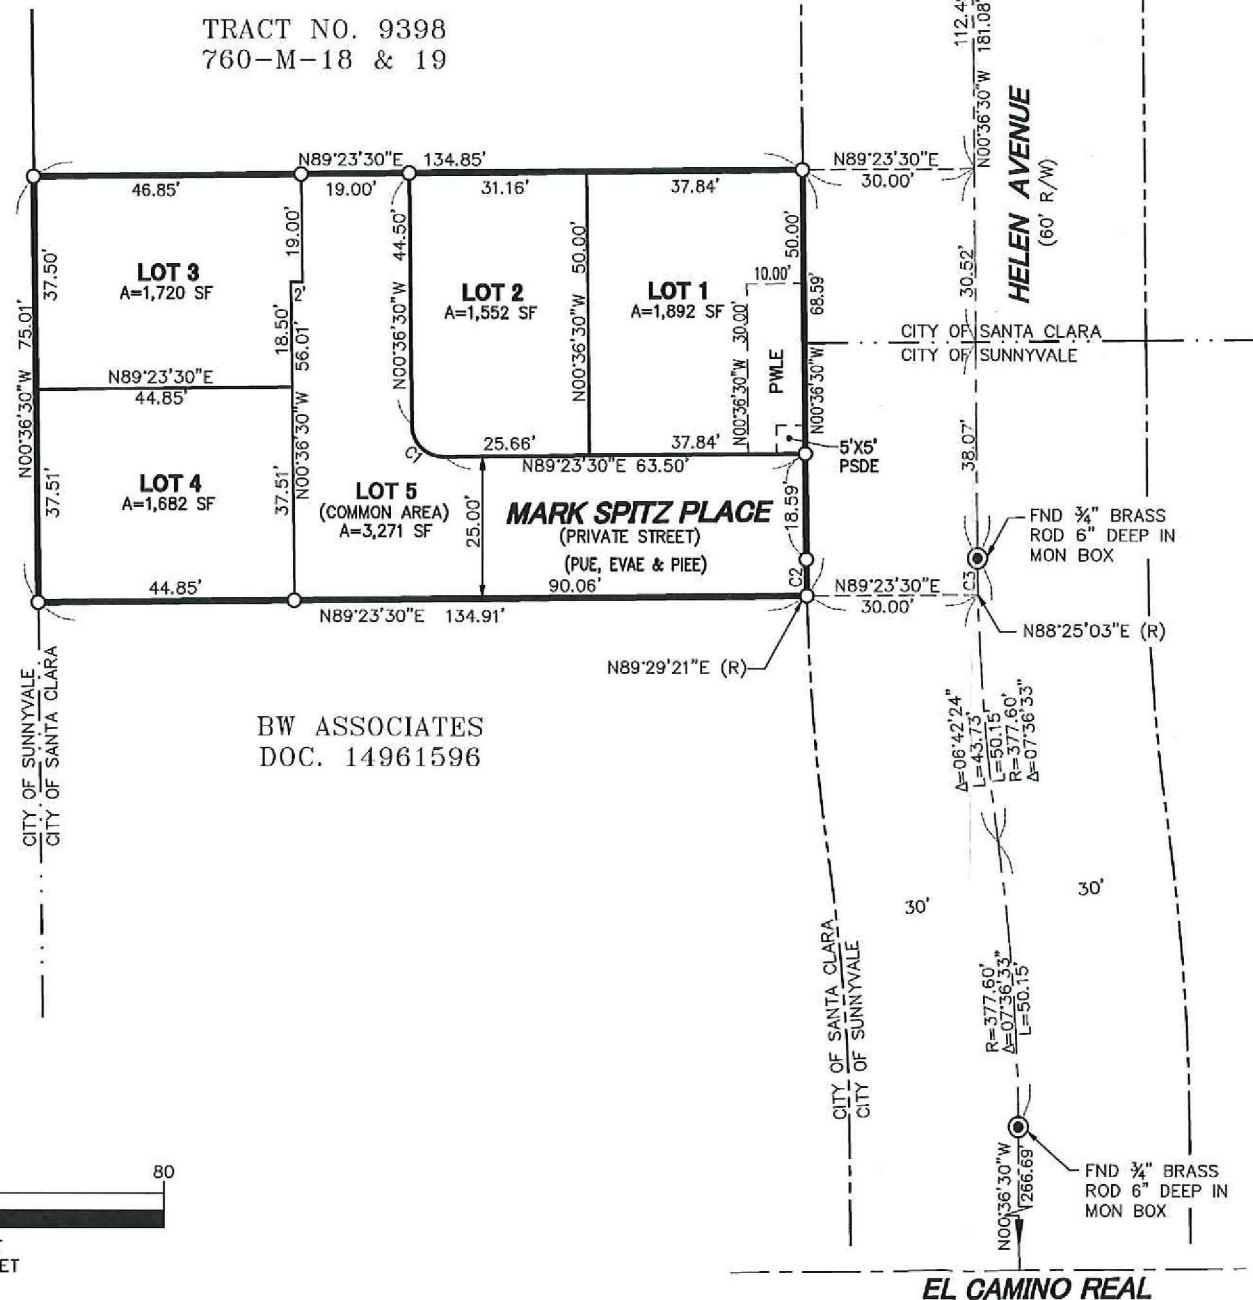 TRACT NO. 9398
760-M-18 & 19
112.4
181.08'
N00°36'30"W
HELEN AVENUE
(60' R/W)
N89°23'30"E 134.85'
N89°23'30"E
30.00'
46.85'
19.00'
31.16'
37.84'
37.50'
19.00'
44.50'
50.00'
50.00'
LOT 3
A=1,720 SF
2'
LOT 2
A=1,552 SF
LOT 1
A=1,892 SF
10.00'
68.59'
30.52'
N00°36'30"W 75.01'
18.50'
56.01'
N00°36'30"W
N00°36'30"W
N00°36'30"W
30.00'
N00°36'30"W
PWLE
N00°36'30"W
CITY OF SANTA CLARA
CITY OF SUNNYVALE
N89°23'30"E
44.85'
N00°36'30"W
C1
25.66'
37.84'
N89°23'30"E 63.50'
5'X5'
PSDE
38.07'
37.51'
LOT 4
A=1,682 SF
37.51'
LOT 5
(COMMON AREA)
A=3,271 SF
25.00'
MARK SPITZ PLACE
(PRIVATE STREET)
(PUE, EVAE & PIEE)
18.59'
FND ¾" BRASS
ROD 6" DEEP IN
MON BOX
44.85'
90.06'
C2
N89°23'30"E
30.00'
C3
N89°23'30"E 134.91'
N88°25'03"E (R)
N89°29'21"E (R)
CITY OF SUNNYVALE
CITY OF SANTA CLARA
BW ASSOCIATES
DOC. 14961596
Δ=06°42'24"
L=43.73'
L=50.15'
R=377.60'
Δ=07°36'33"
30'
30'
CITY OF SANTA CLARA
CITY OF SUNNYVALE
R=377.60'
Δ=07°36'33"
L=50.15'
N00°36'30"W
266.69'
FND ¾" BRASS
ROD 6" DEEP IN
MON BOX
80
ET
EL CAMINO REAL